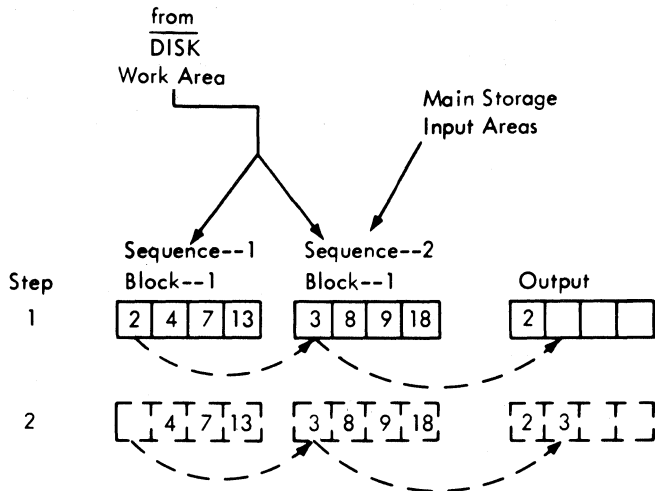 from
DISK
Work Area
Main Storage
Input Areas
Sequence--1 Sequence--2
Step Block--1 Block--1 Output
1 2 4 7 13 3 8 9 18 2
2 4 7 13 3 8 9 18 2 3